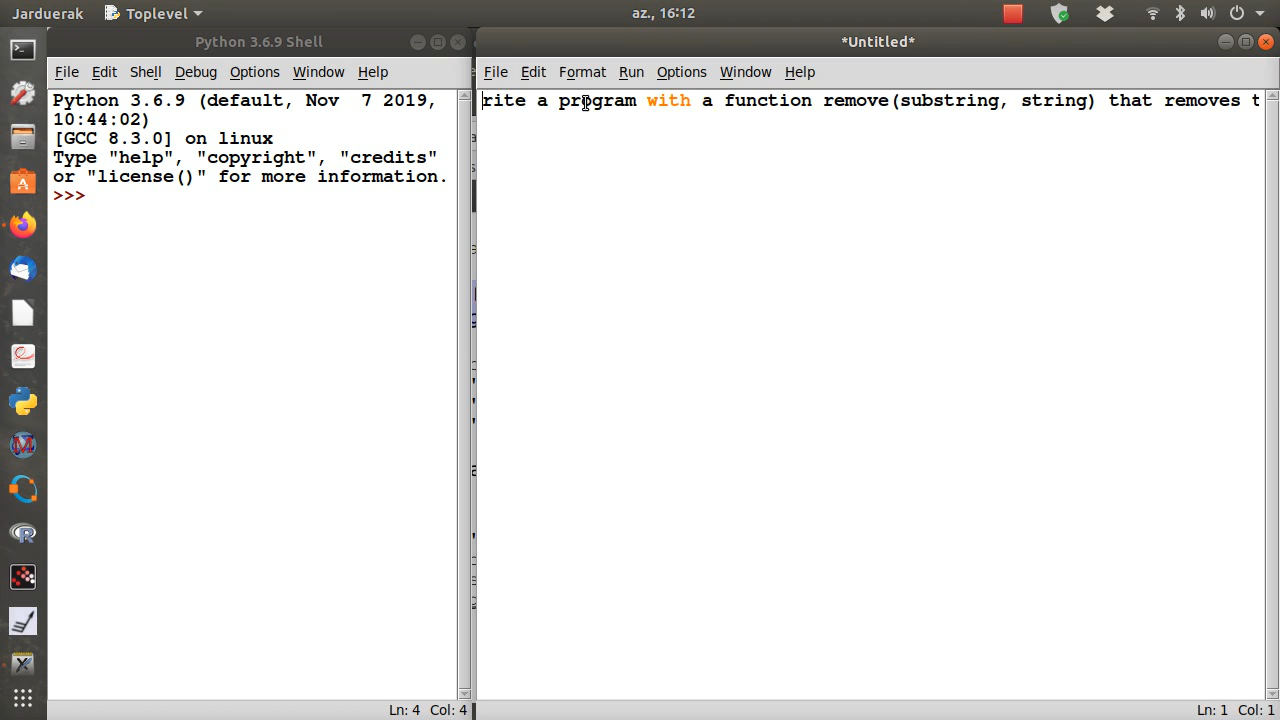 Jarduerak Toplevel az., 16:12
Python 3.6.9 Shell
File Edit Shell Debug Options Window Help
Python 3.6.9 (default, Nov 7 2019,
10:44:02)
[GCC 8.3.0] on linux
Type "help", "copyright", "credits"
or "license()" for more information.
>>>
Ln: 4 Col: 4
*Untitled*
File Edit Format Run Options Window Help
rite a program with a function remove(substring, string) that removes t
Ln: 1 Col: 1